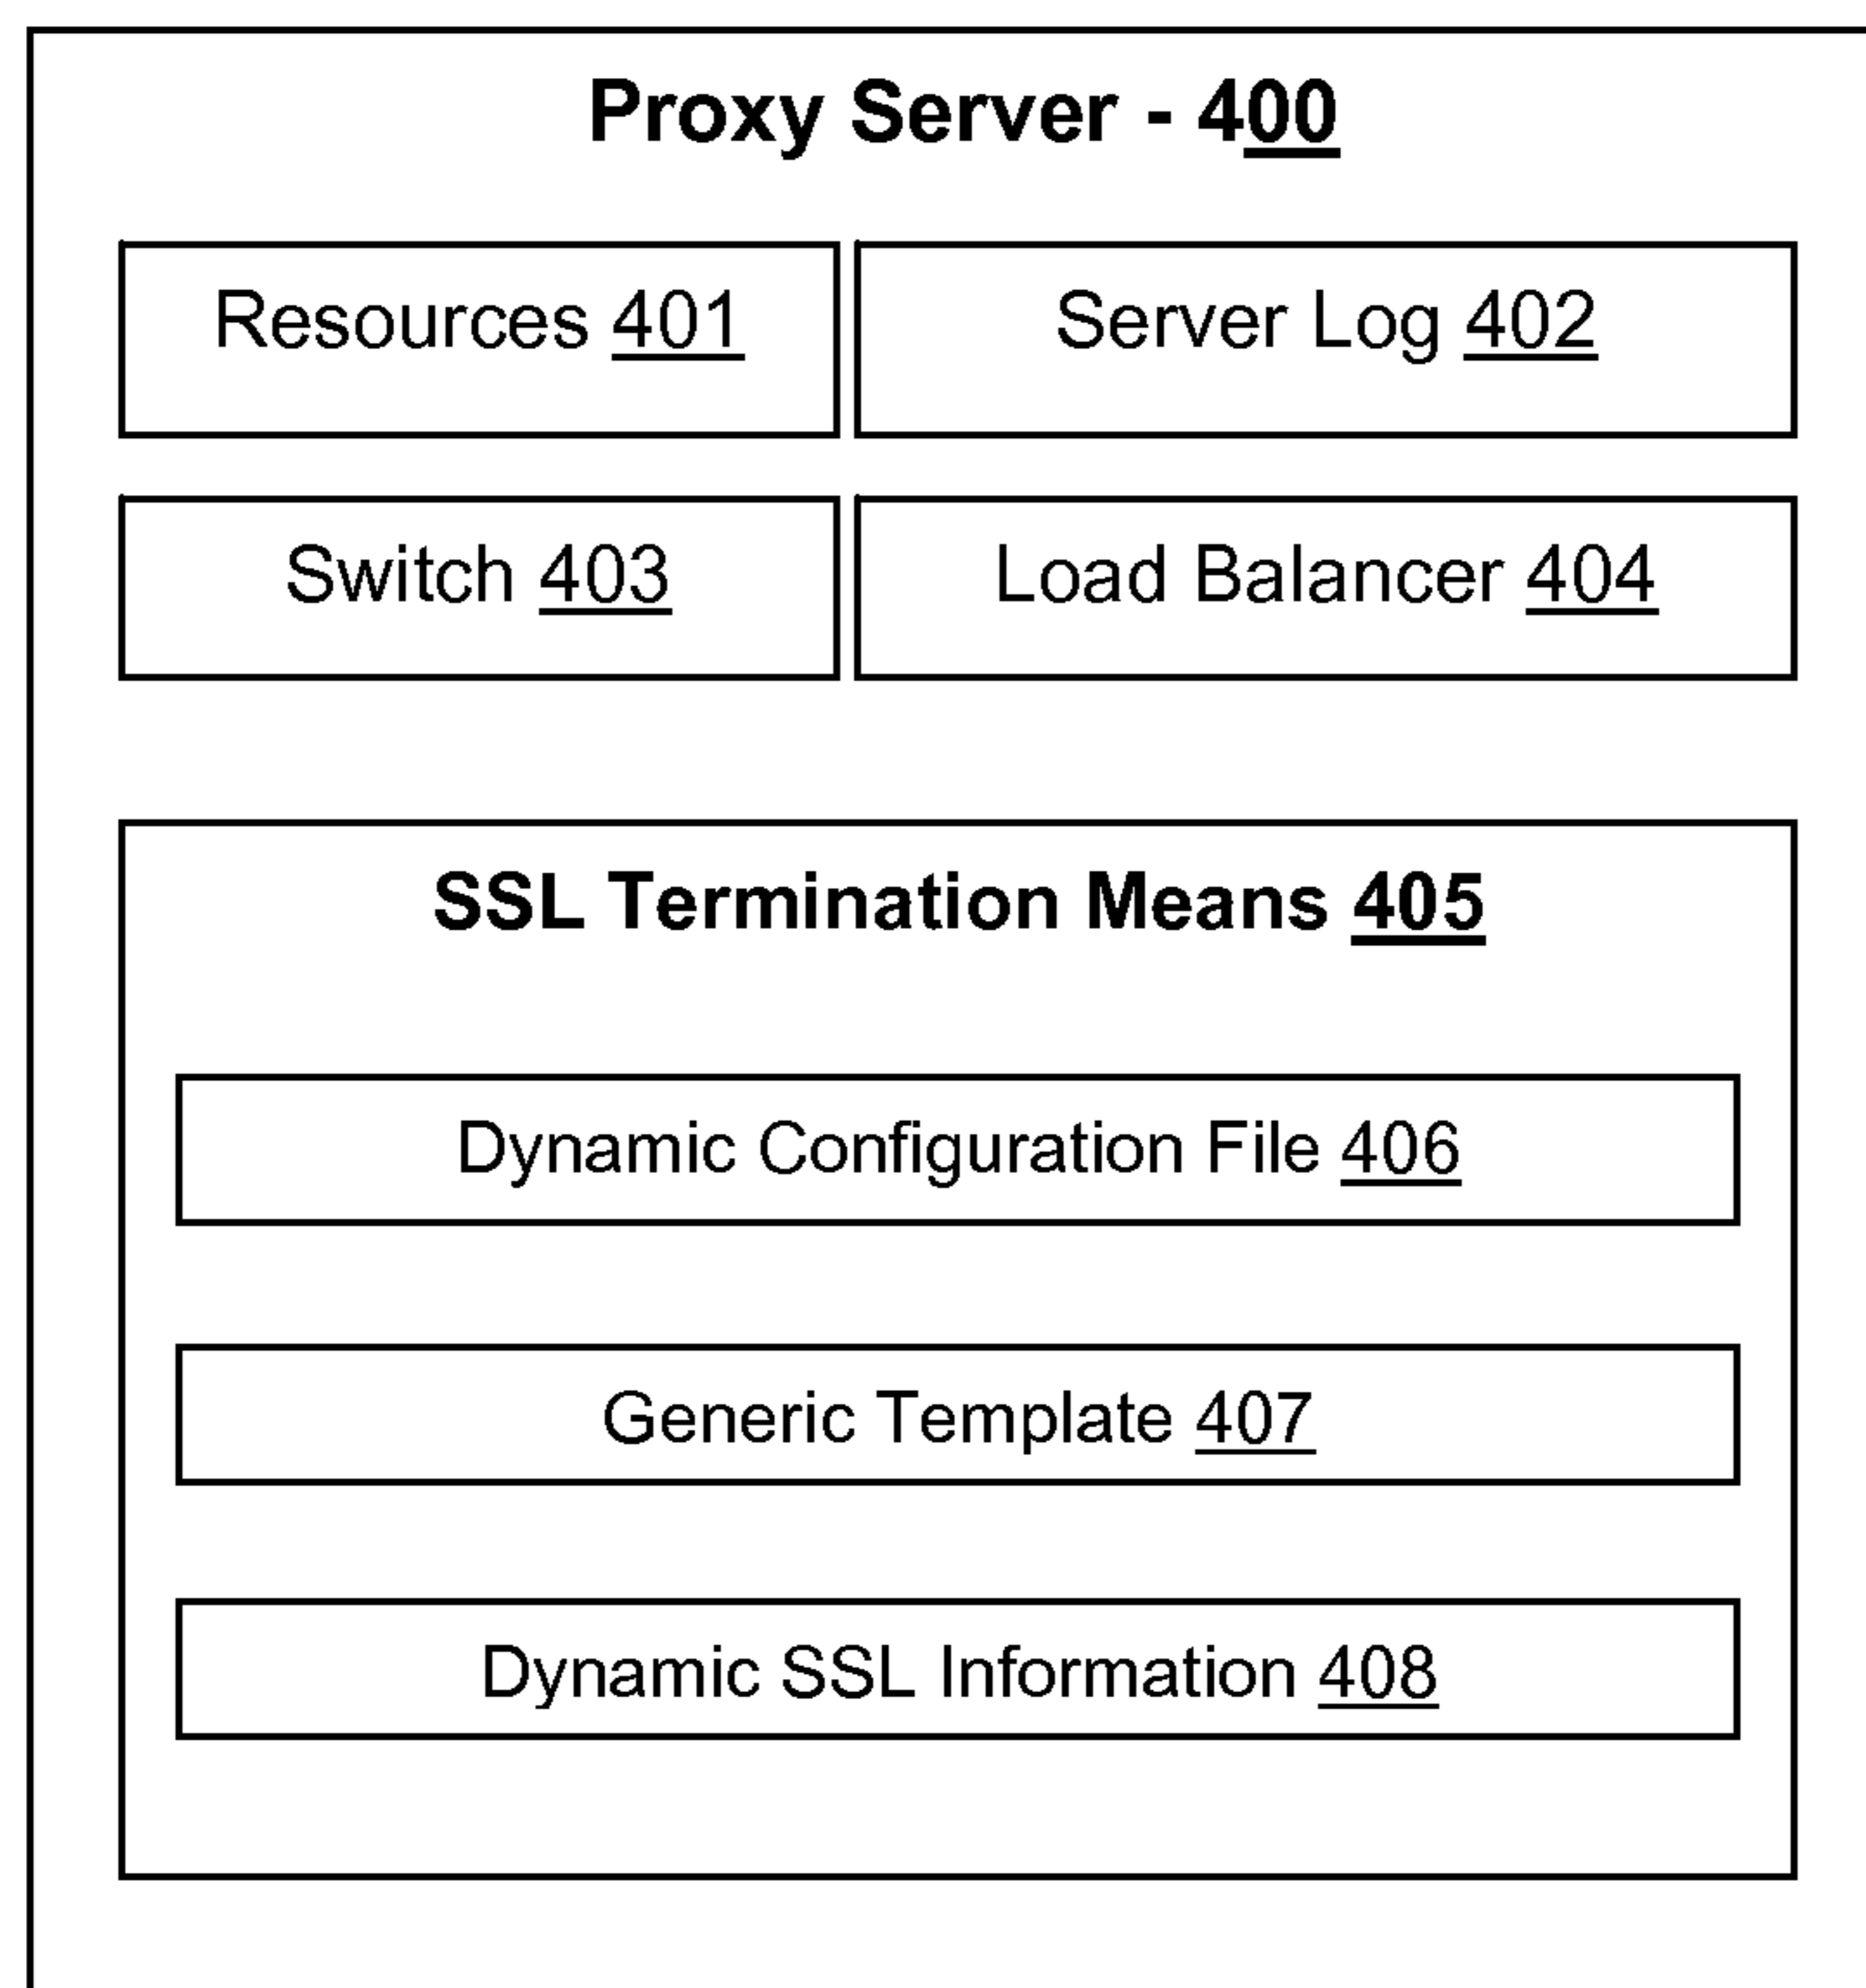 Proxy Server - 400
Resources 401
Server Log 402
Switch 403
Load Balancer 404
SSL Termination Means 405
Dynamic Configuration File 406
Generic Template 407
Dynamic SSL Information 408